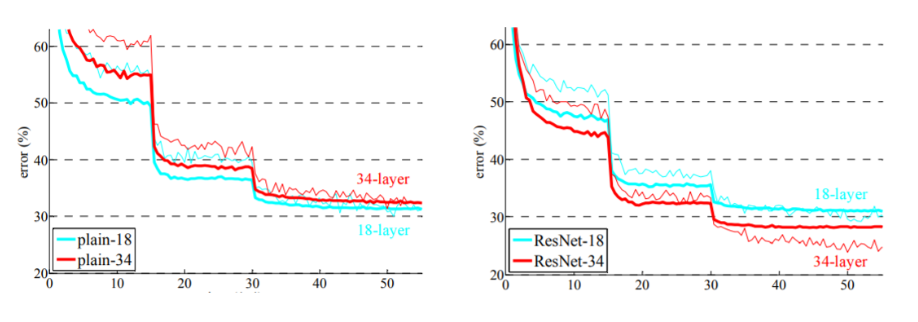 60
50
40
30
20
error (%)
0 10 20 30 40 50
34-layer
18-layer
plain-18
plain-34
60
50
40
30
20
error (%)
0 10 20 30 40 50
18-layer
34-layer
ResNet-18
ResNet-34